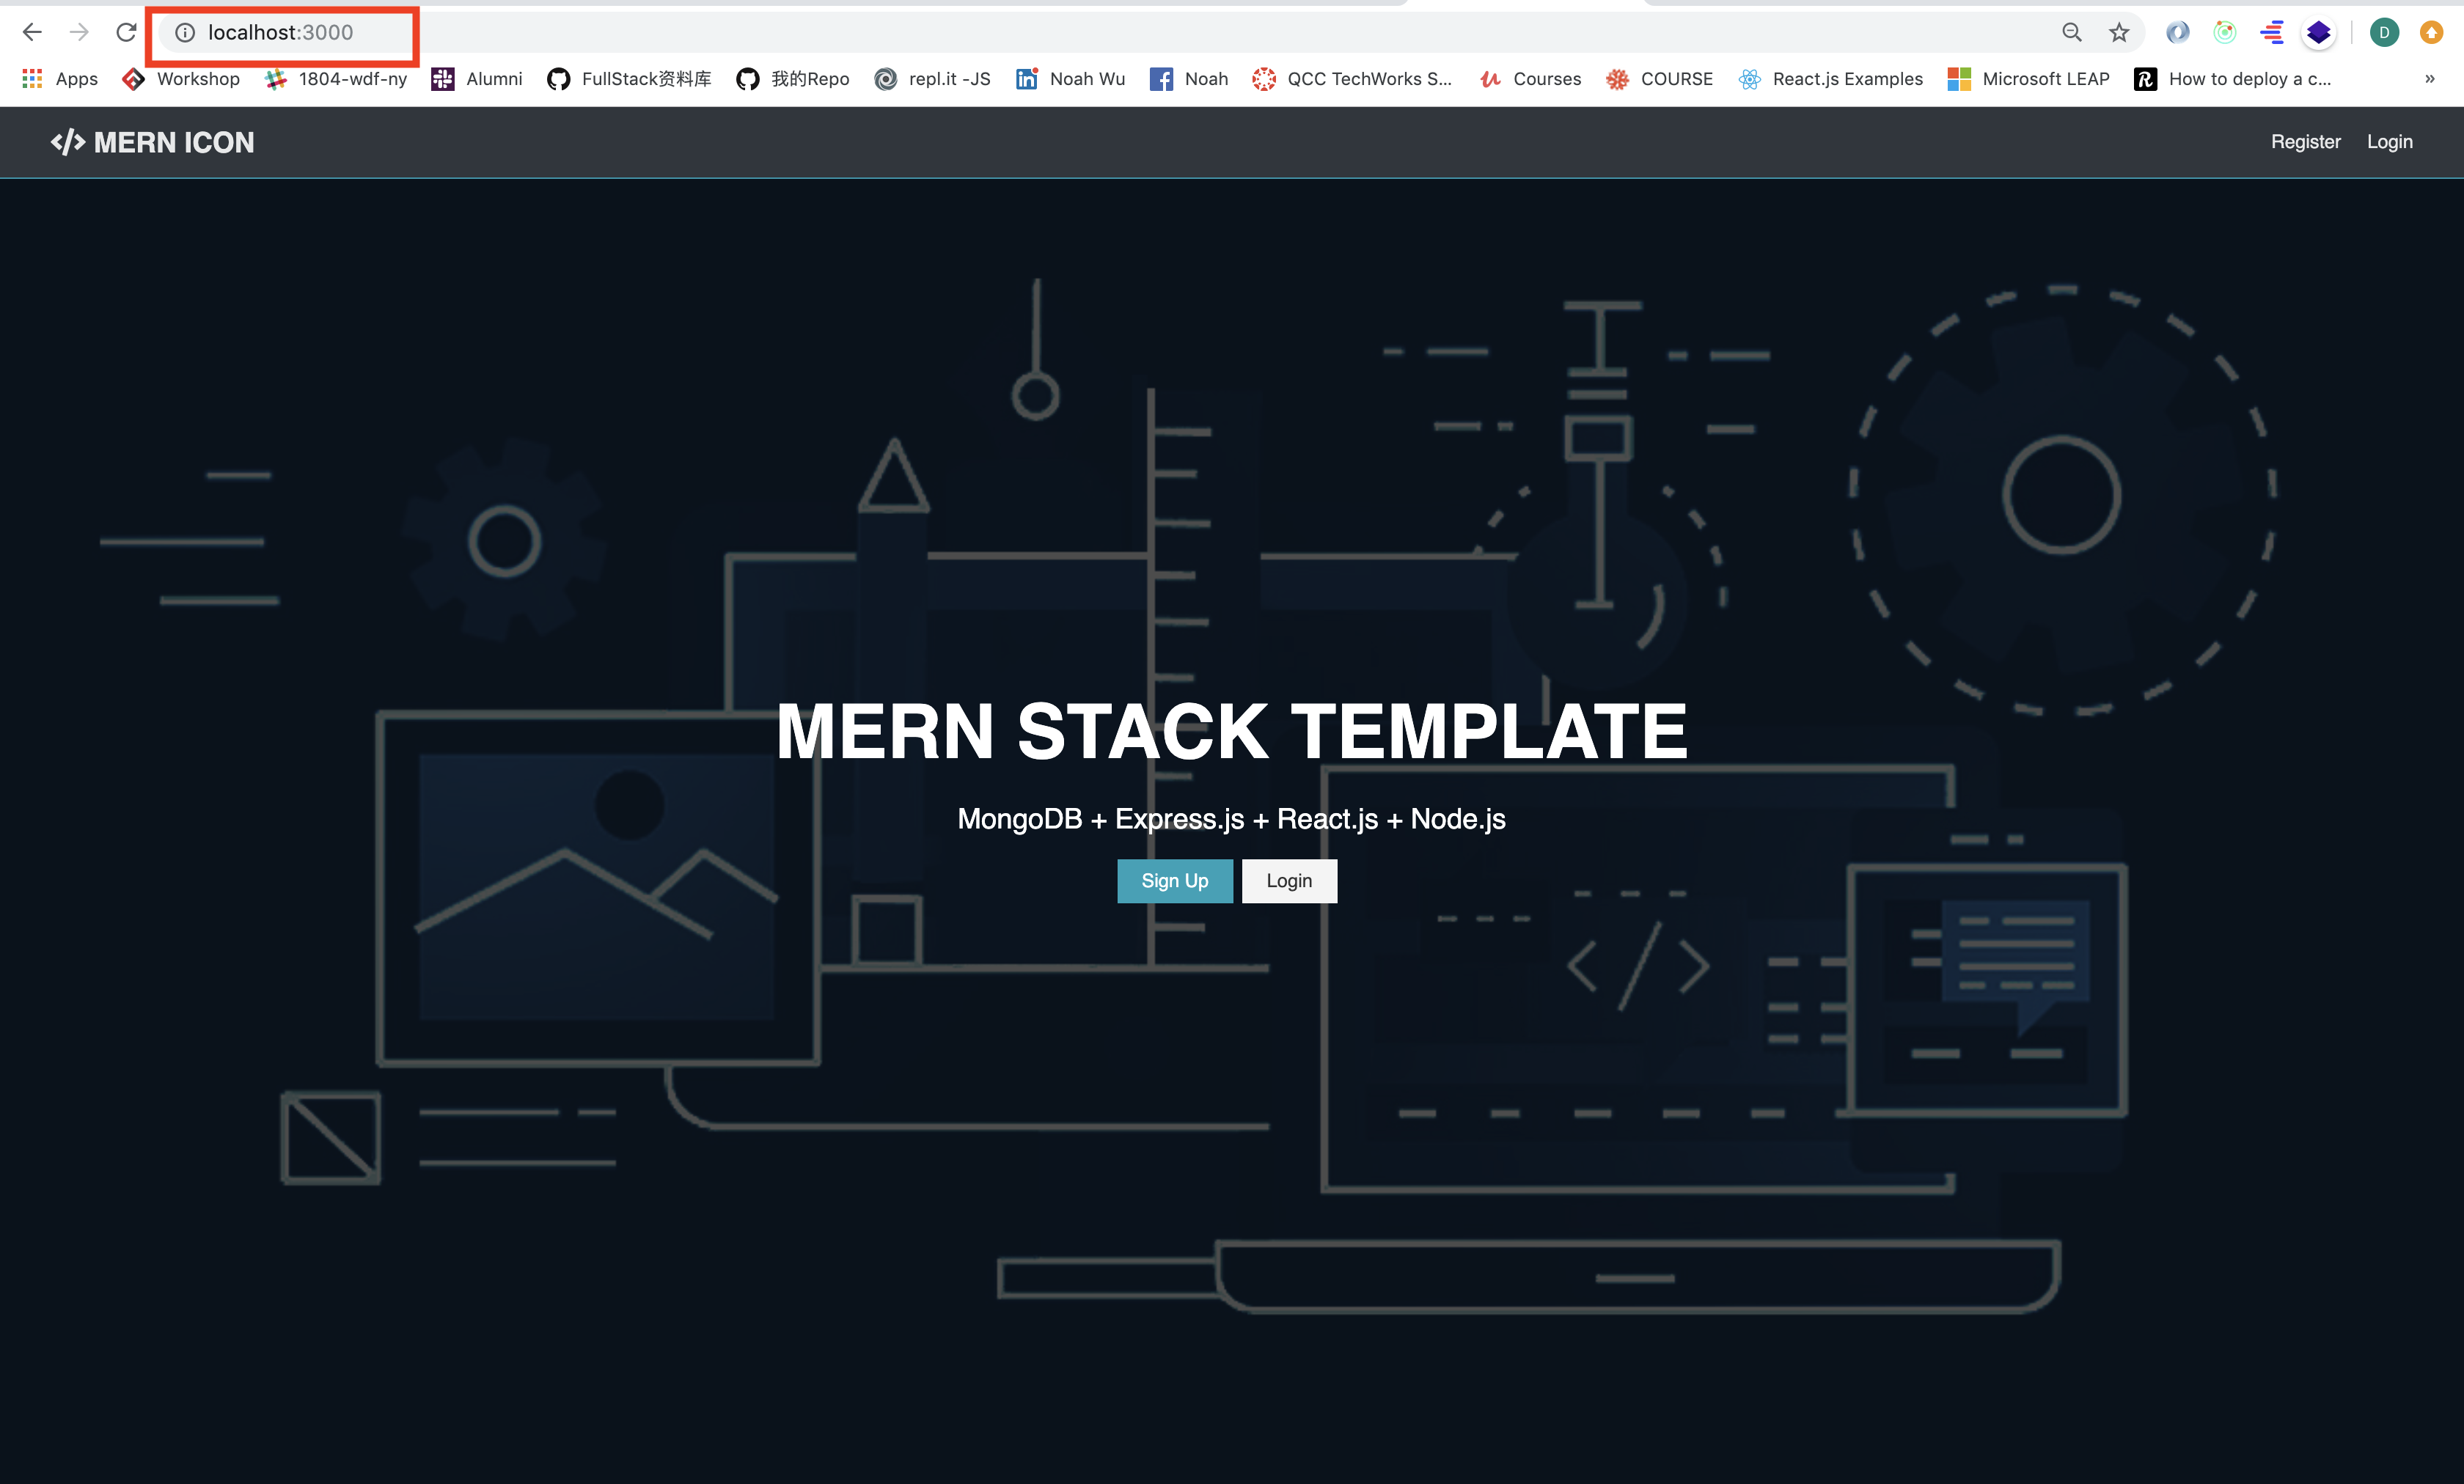 localhost:3000
D
Apps Workshop 1804-wdf-ny Alumni FullStack资料库 我的Repo repl.it -JS Noah Wu Noah QCC TechWorks S... Courses COURSE React.js Examples Microsoft LEAP How to deploy a c... »
</> MERN ICON Register Login
MERN STACK TEMPLATE
MongoDB + Express.js + React.js + Node.js
Sign Up Login
</>